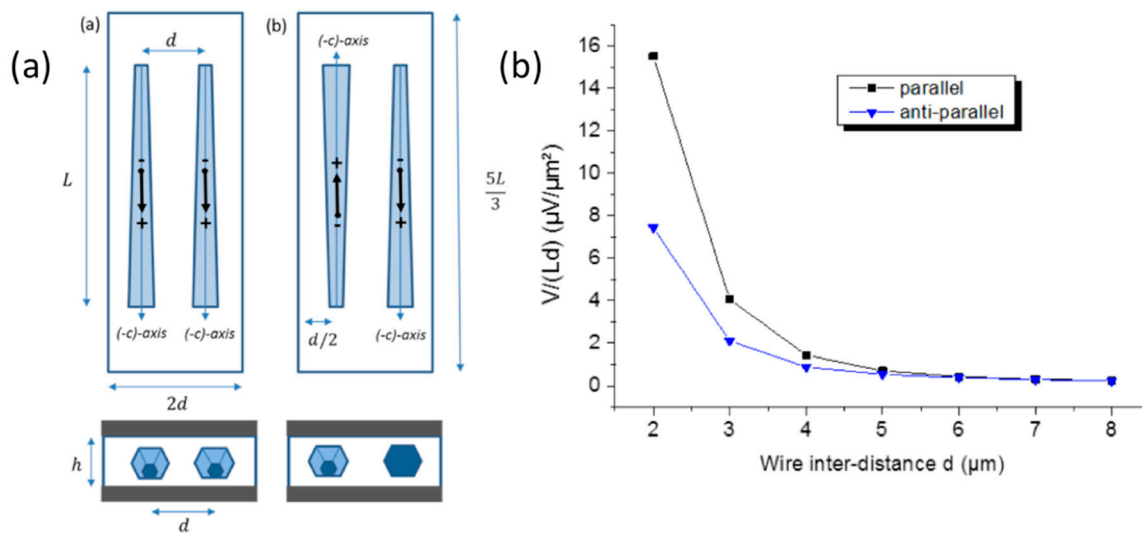 (a)
(a)
d
L
-
+
-
+
(-c)-axis
(-c)-axis
2d
h
d
(b)
(-c)-axis
+
-
-
+
d/2
(-c)-axis
5L
3
(b)
V/(Ld) (µV/µm²)
16
14
12
10
8
6
4
2
0
parallel
anti-parallel
2 3 4 5 6 7 8
Wire inter-distance d (µm)